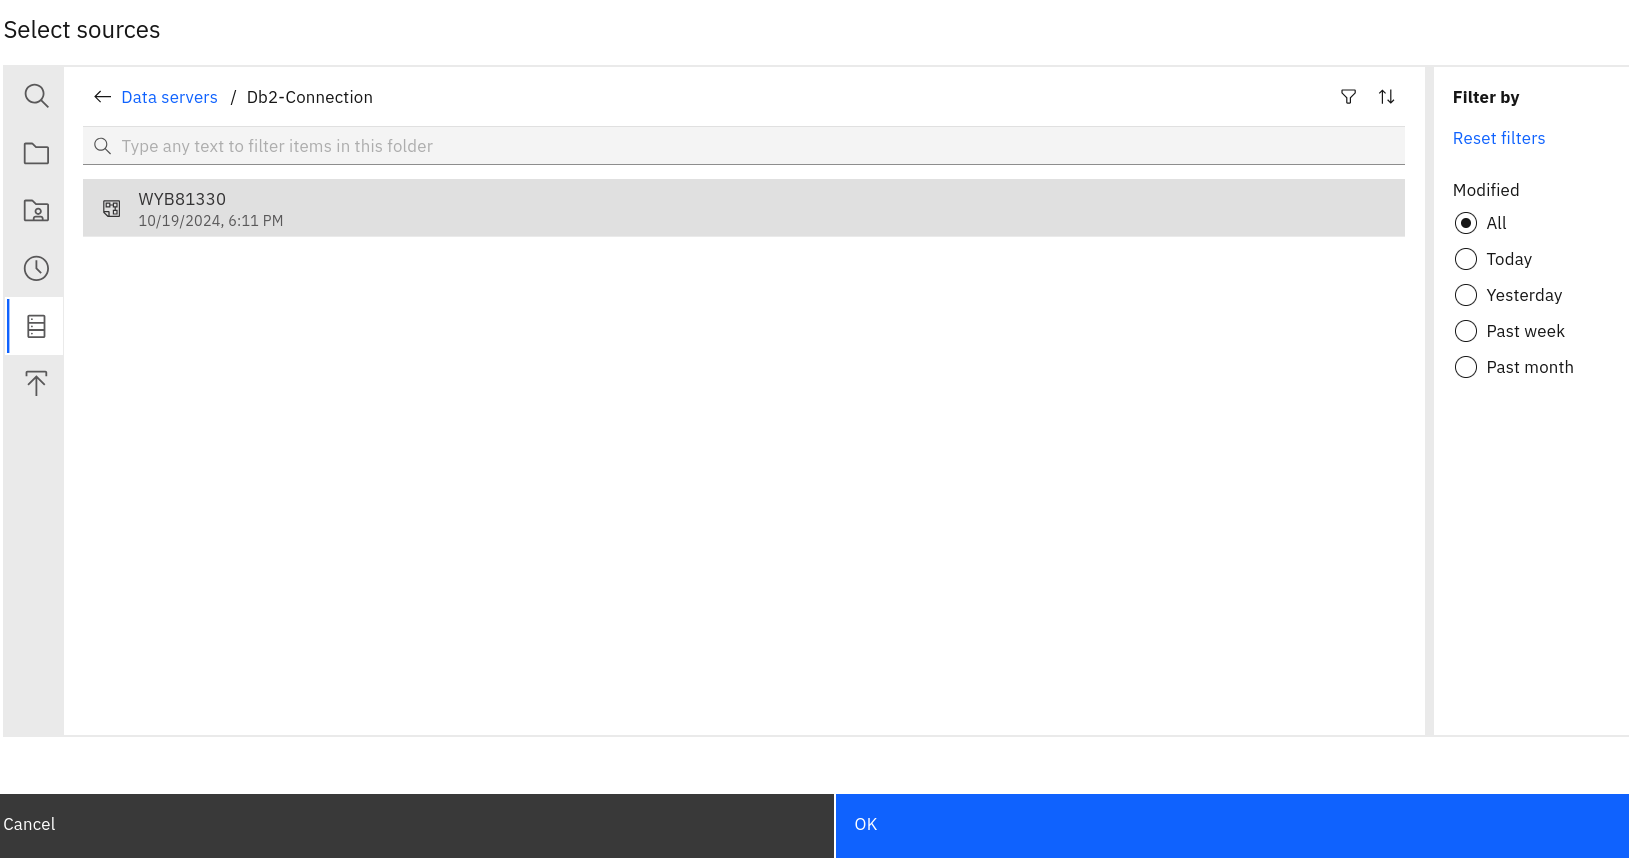 Select sources
Data servers / Db2-Connection
Type any text to filter items in this folder
WYB81330
10/19/2024, 6:11 PM
Filter by
Reset filters
Modified
All
Today
Yesterday
Past week
Past month
Cancel
OK